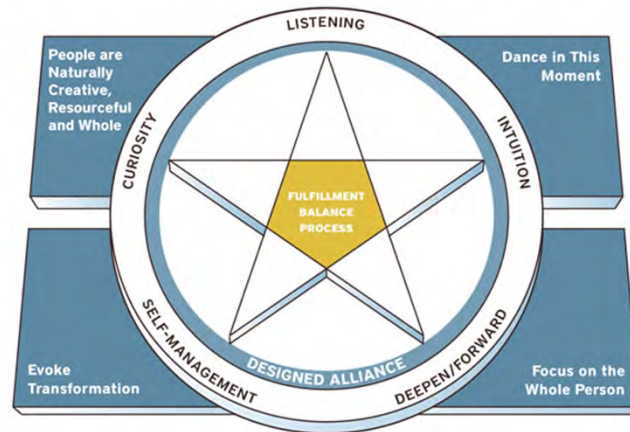 LISTENING
People are
Naturally
Creative,
Resourceful
and Whole
Dance in This
Moment
CURIOSITY
INTUITION
FULFILLMENT
BALANCE
PROCESS
SELF-MANAGEMENT
DEEPEN/FORWARD
DESIGNED ALLIANCE
Evoke
Transformation
Focus on the
Whole Person